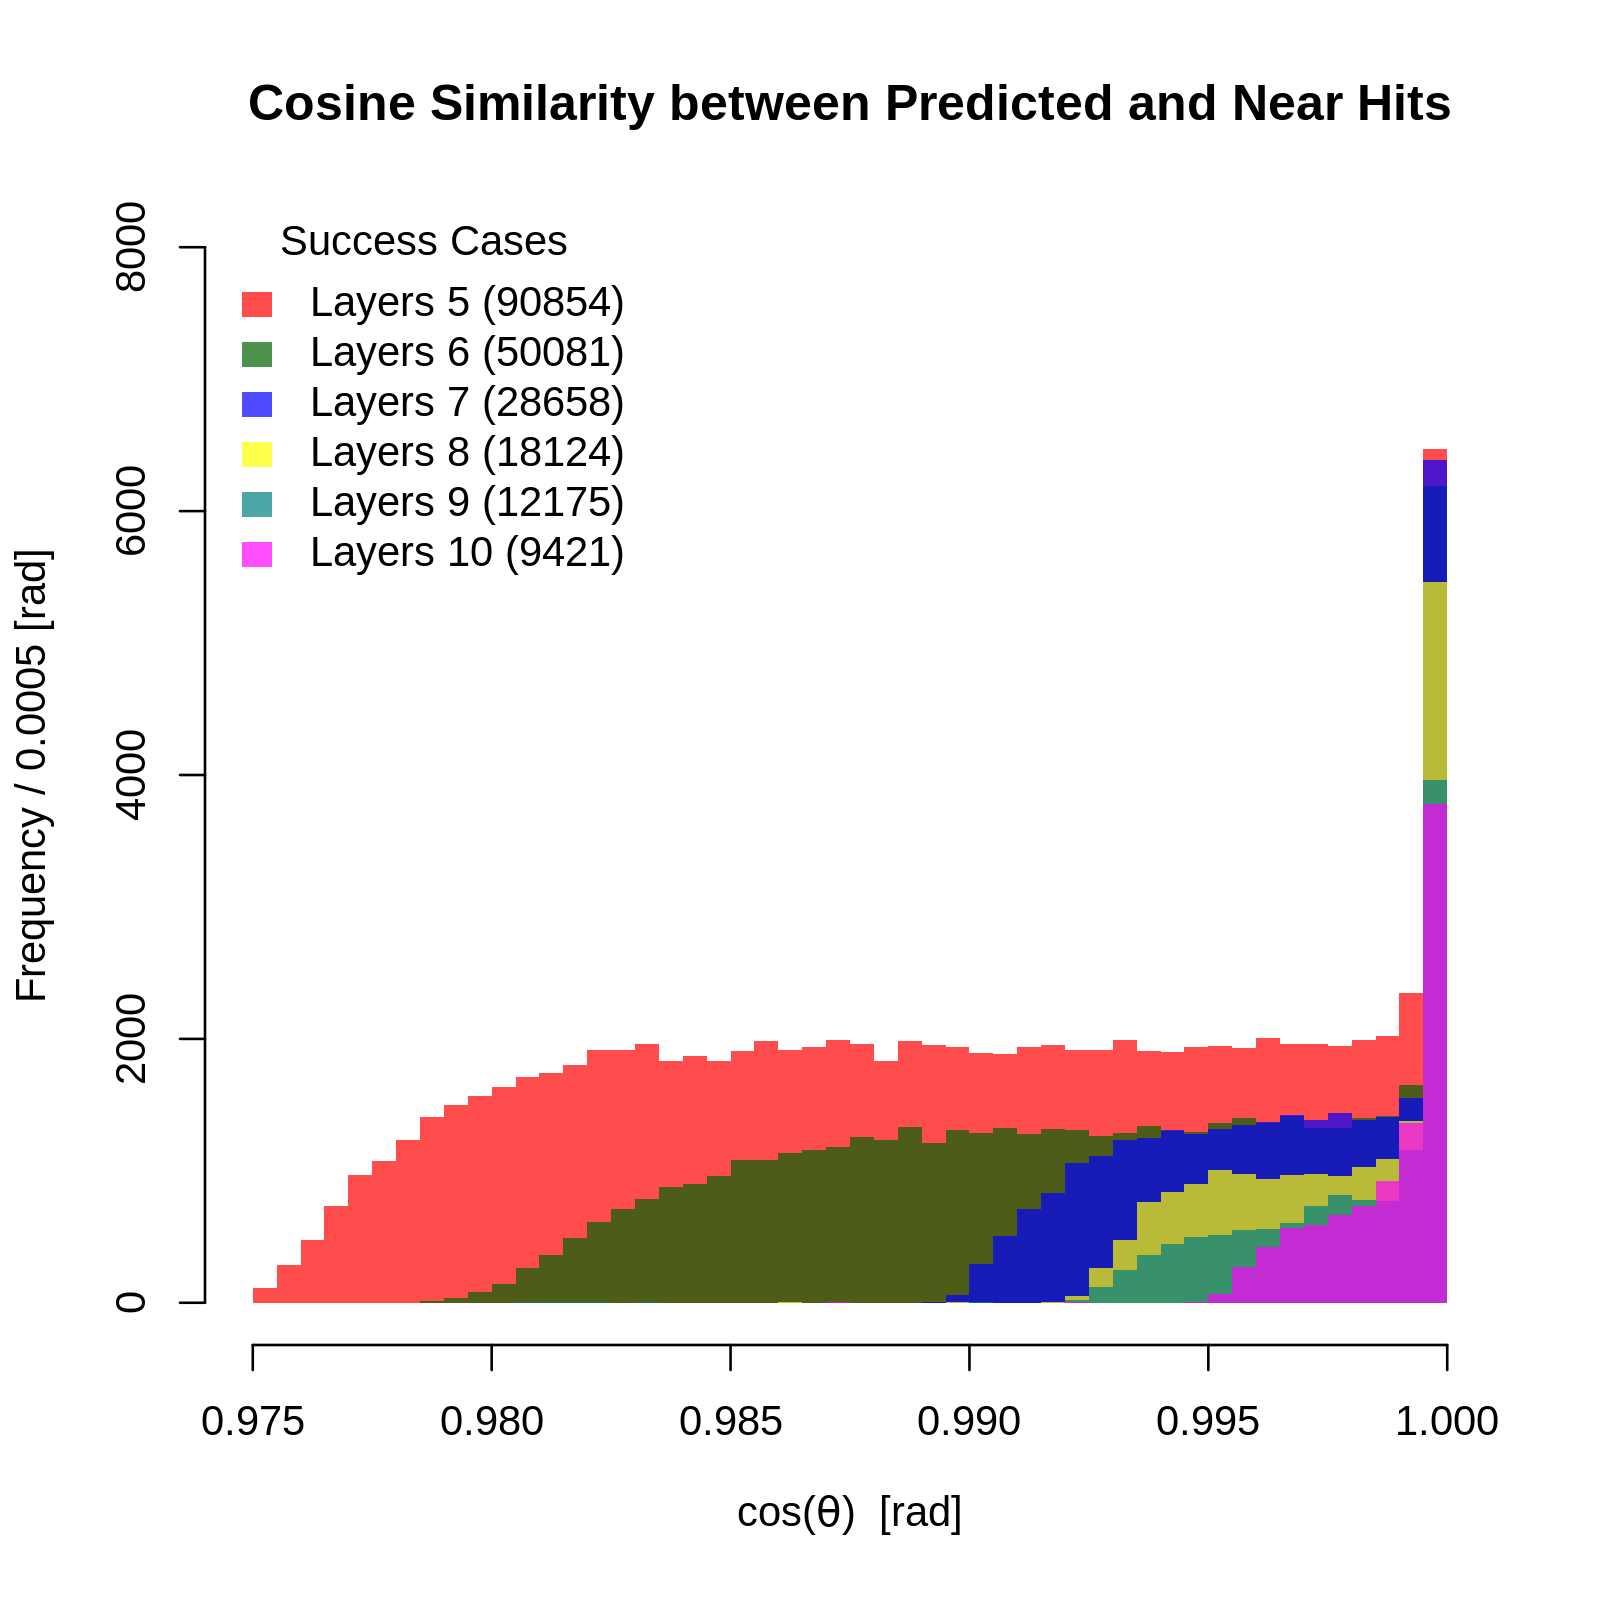 Cosine Similarity between Predicted and Near Hits
Success Cases
Layers 5 (90854)
Layers 6 (50081)
Layers 7 (28658)
Layers 8 (18124)
Layers 9 (12175)
Layers 10 (9421)
Frequency / 0.0005 [rad]
8000
6000
4000
2000
0
0.975 0.980 0.985 0.990 0.995 1.000
cos(θ) [rad]